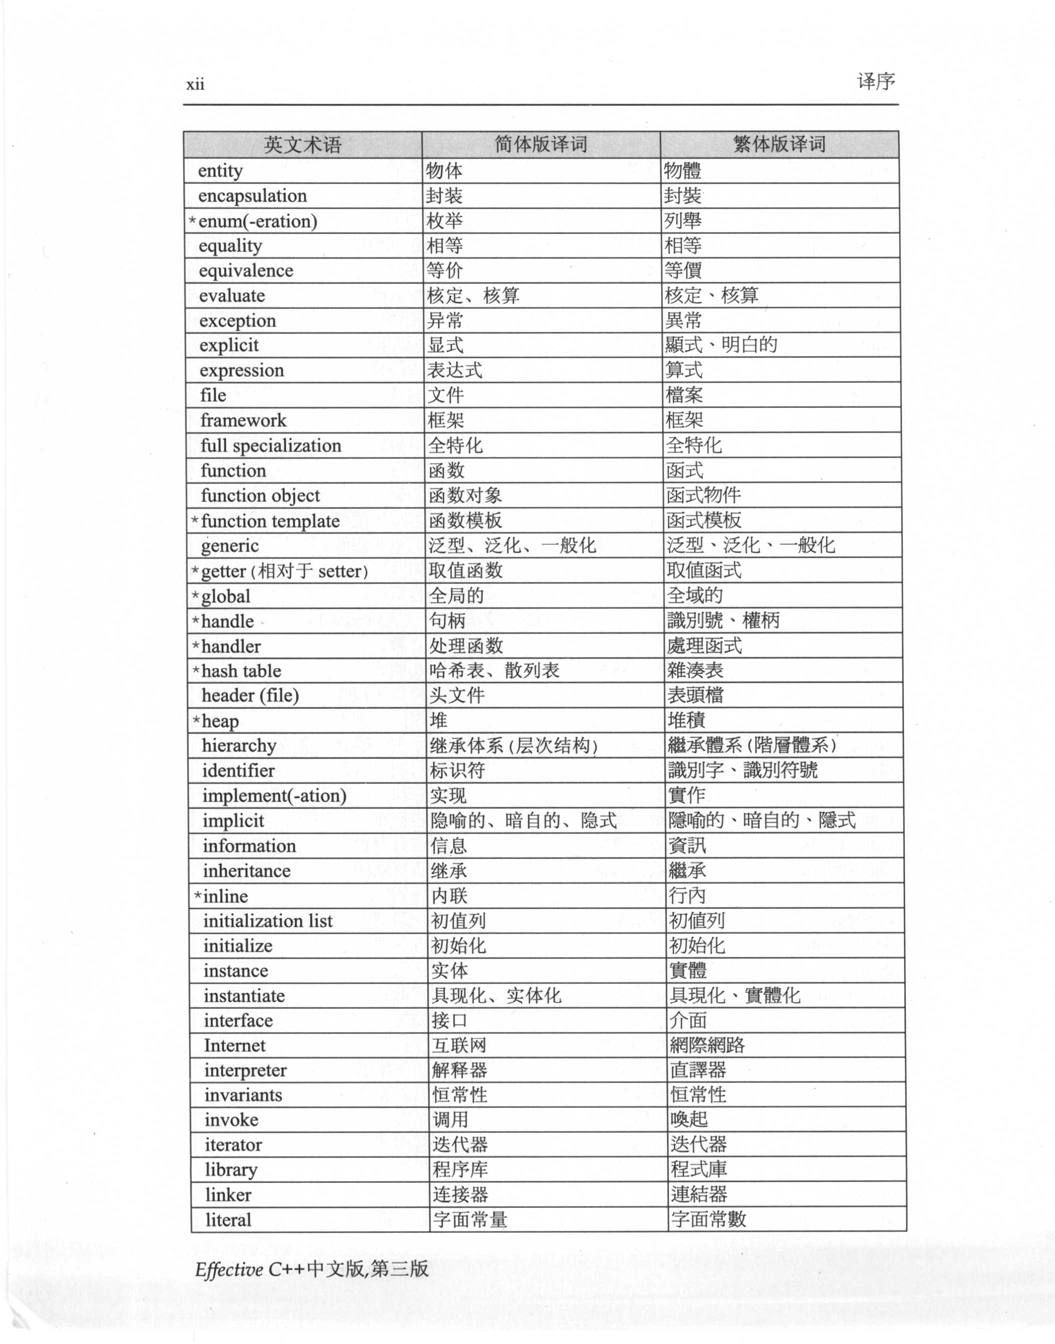 xii 译序
英文术语 简体版译词 繁体版译词
entity 物体 物體
encapsulation 封装 封裝
*enum(-eration) 枚举 列舉
equality 相等 相等
equivalence 等价 等價
evaluate 核定、核算 核定、核算
exception 异常 異常
explicit 显式 顯式、明白的
expression 表达式 算式
file 文件 檔案
framework 框架 框架
full specialization 全特化 全特化
function 函数 函式
function object 函数对象 函式物件
*function template 函数模板 函式模板
generic 泛型、泛化、一般化 泛型、泛化、一般化
*getter (相对于 setter) 取值函数 取值函式
*global 全局的 全域的
*handle 句柄 識別號、權柄
*handler 处理函数 處理函式
*hash table 哈希表、散列表 雜湊表
header (file) 头文件 表頭檔
*heap 堆 堆積
hierarchy 继承体系 (层次结构) 繼承體系 (階層體系)
identifier 标识符 識別字、識別符號
implement(-ation) 实现 實作
implicit 隐喻的、暗自的、隐式 隱喻的、暗自的、隱式
information 信息 資訊
inheritance 继承 繼承
*inline 内联 行內
initialization list 初值列 初值列
initialize 初始化 初始化
instance 实体 實體
instantiate 具现化、实体化 具現化、實體化
interface 接口 介面
Internet 互联网 網際網路
interpreter 解释器 直譯器
invariants 恒常性 恒常性
invoke 调用 喚起
iterator 迭代器 迭代器
library 程序库 程式庫
linker 连接器 連結器
literal 字面常量 字面常數
Effective C++中文版,第三版